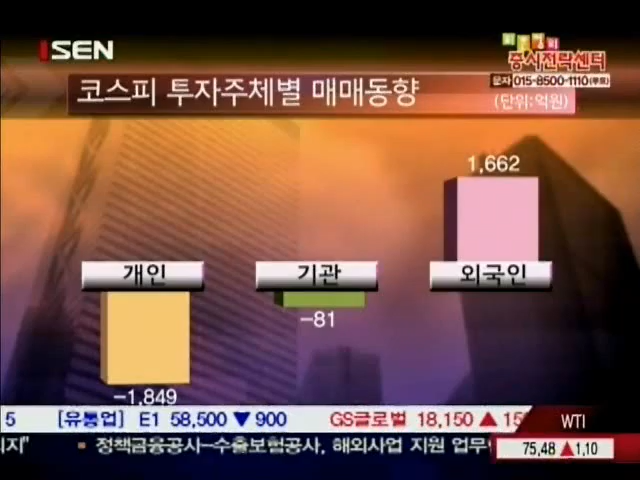 SEN
증시전략센터
문자 015-8500-1110(무료)
코스피 투자주체별 매매동향
(단위:억원)
1,662
개인
기관
외국인
-81
-1,849
5 [유통업] E1 58,500 ▼ 900 GS글로벌 18,150 ▲ 15
WTI
지" ▪ 정책금융공사-수출보험공사, 해외사업 지원 업무
75,48 ▲1,10